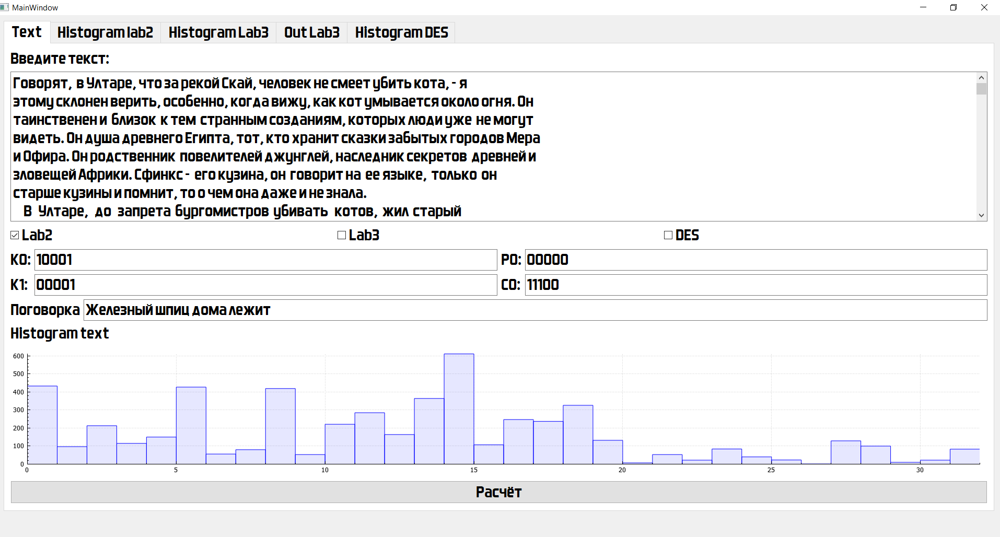 MainWindow
Text Histogram lab2 Histogram Lab3 Out Lab3 Histogram DES
Введите текст:
Говорят, в Ултаре, что за рекой Скай, человек не смеет убить кота, - я
этому склонен верить, особенно, когда вижу, как кот умывается около огня. Он
таинственен и близок к тем странным созданиям, которых люди уже не могут
видеть. Он душа древнего Египта, тот, кто хранит сказки забытых городов Мера
и Офира. Он родственник повелителей джунглей, наследник секретов древней и
зловещей Африки. Сфинкс - его кузина, он говорит на ее языке, только он
старше кузины и помнит, то о чем она даже и не знала.
В Ултаре, до запрета бургомистров убивать котов, жил старый
Lab2 Lab3 DES
K0: 10001 P0: 00000
K1: 00001 C0: 11100
Поговорка Железный шпиц дома лежит
Histogram text
600
500
400
300
200
100
0
0 5 10 15 20 25 30
Расчёт